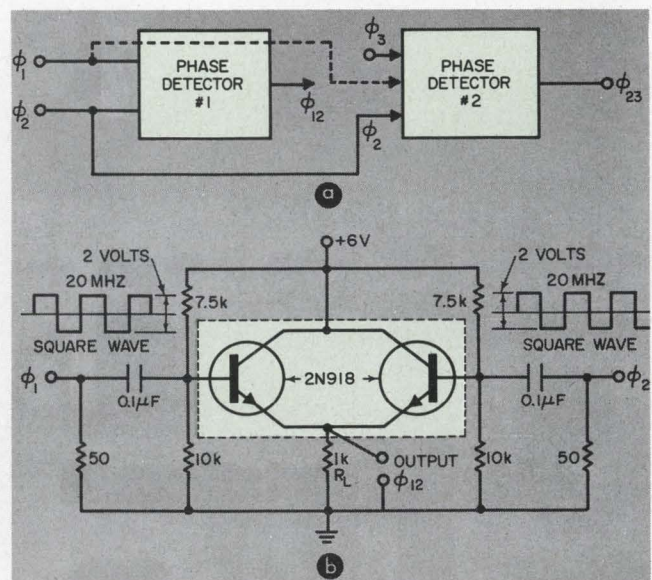 ϕ1
ϕ2
PHASE
DETECTOR
#1
ϕ12
ϕ3
ϕ2
PHASE
DETECTOR
#2
ϕ23
a
+6V
2 VOLTS
20 MHZ
SQUARE WAVE
2 VOLTS
20 MHZ
SQUARE WAVE
7.5k
7.5k
2N918
ϕ1
0.1μF
0.1μF
ϕ2
50
10k
1k
RL
OUTPUT
ϕ12
10k
50
b